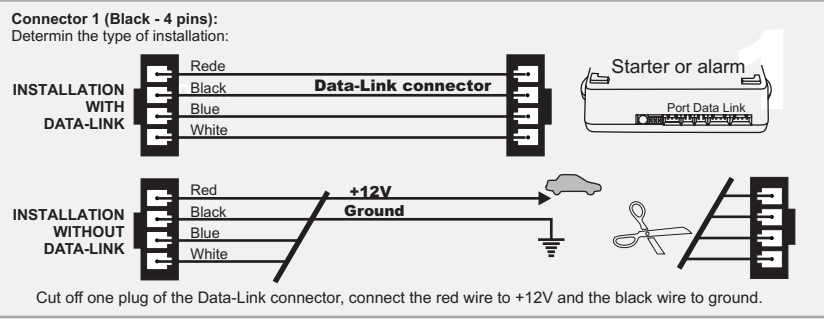 Connector 1 (Black - 4 pins):
Determin the type of installation:
1
INSTALLATION
WITH
DATA-LINK
Rede
Black
Blue
White
Data-Link connector
Starter or alarm
Port Data Link
INSTALLATION
WITHOUT
DATA-LINK
Red
Black
Blue
White
+12V
Ground
Cut off one plug of the Data-Link connector, connect the red wire to +12V and the black wire to ground.